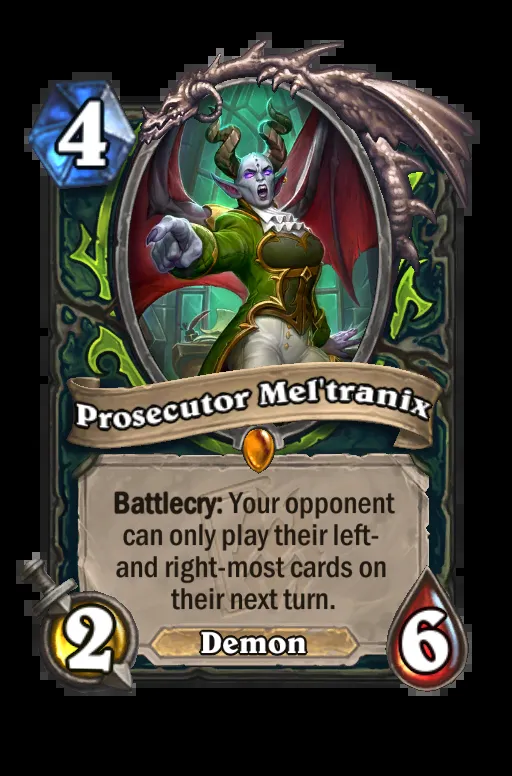 4
Prosecutor Mel'tranix
Battlecry: Your opponent
can only play their left-
and right-most cards on
their next turn.
2
Demon
6